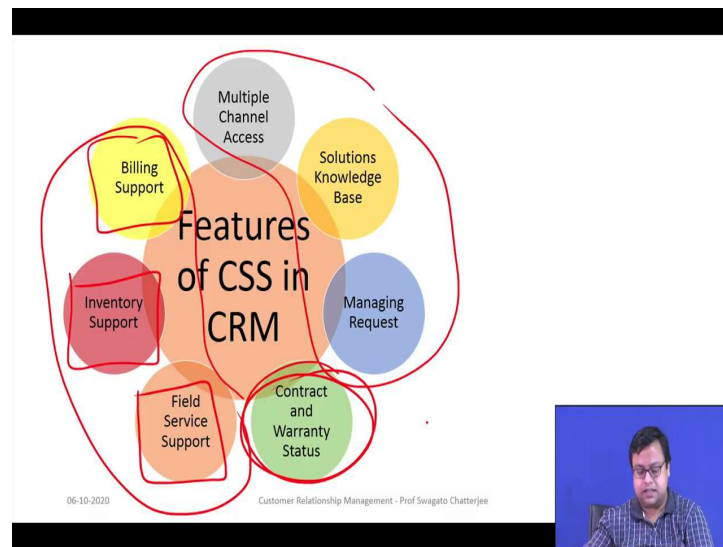 Multiple
Channel
Access
Billing
Support
Solutions
Knowledge
Base
Features
of CSS in
CRM
Inventory
Support
Managing
Request
Field
Service
Support
Contract
and
Warranty
Status
06-10-2020
Customer Relationship Management - Prof Swagato Chatterjee